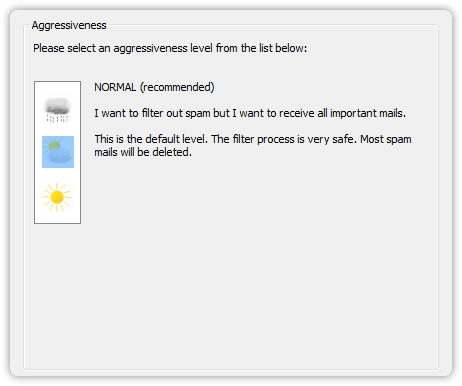 Aggressiveness
Please select an aggressiveness level from the list below:
NORMAL (recommended)
I want to filter out spam but I want to receive all important mails.
This is the default level. The filter process is very safe. Most spam
mails will be deleted.